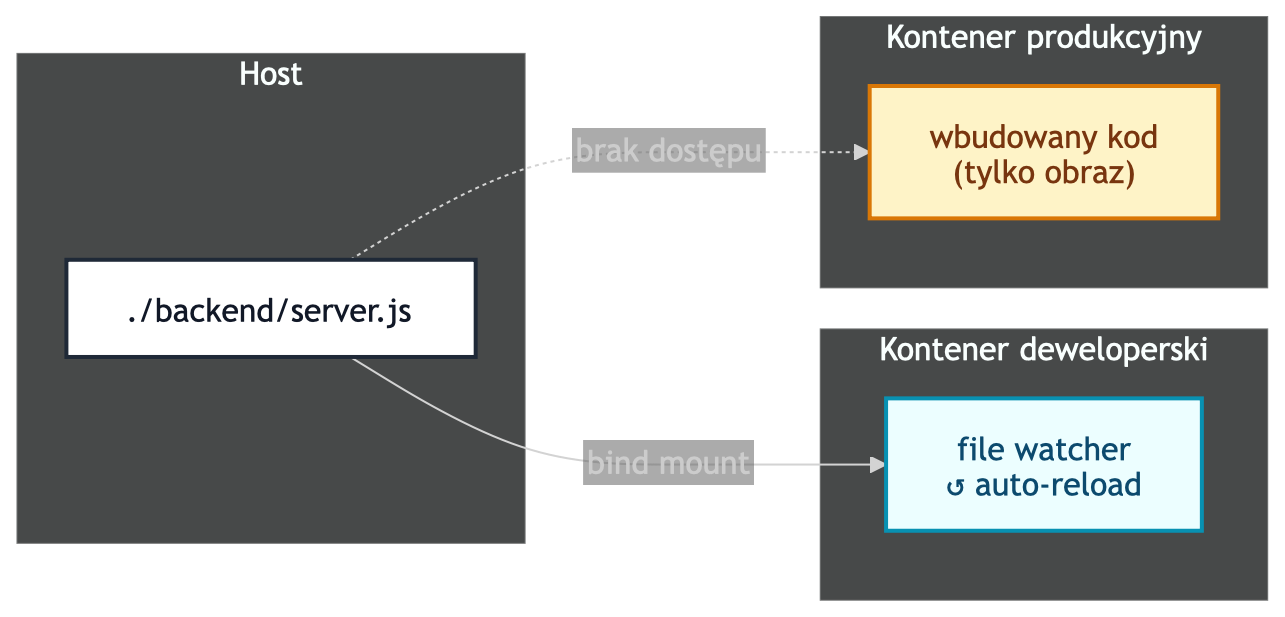 Host
./backend/server.js
brak dostępu
bind mount
Kontener produkcyjny
wbudowany kod
(tylko obraz)
Kontener deweloperski
file watcher
↺ auto-reload